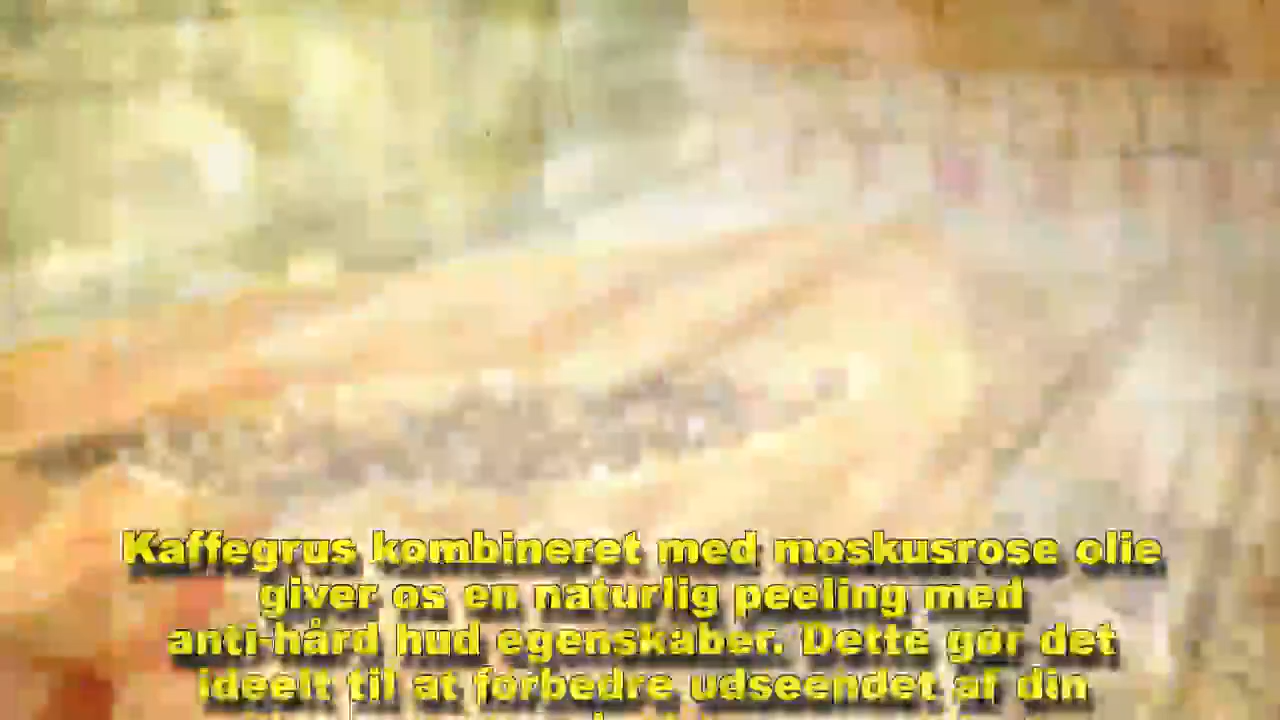 Kaffegrus kombineret med moskusrose olie
giver os en naturlig peeling med
anti-hård hud egenskaber. Dette gør det
ideelt til at forbedre udseendet af din